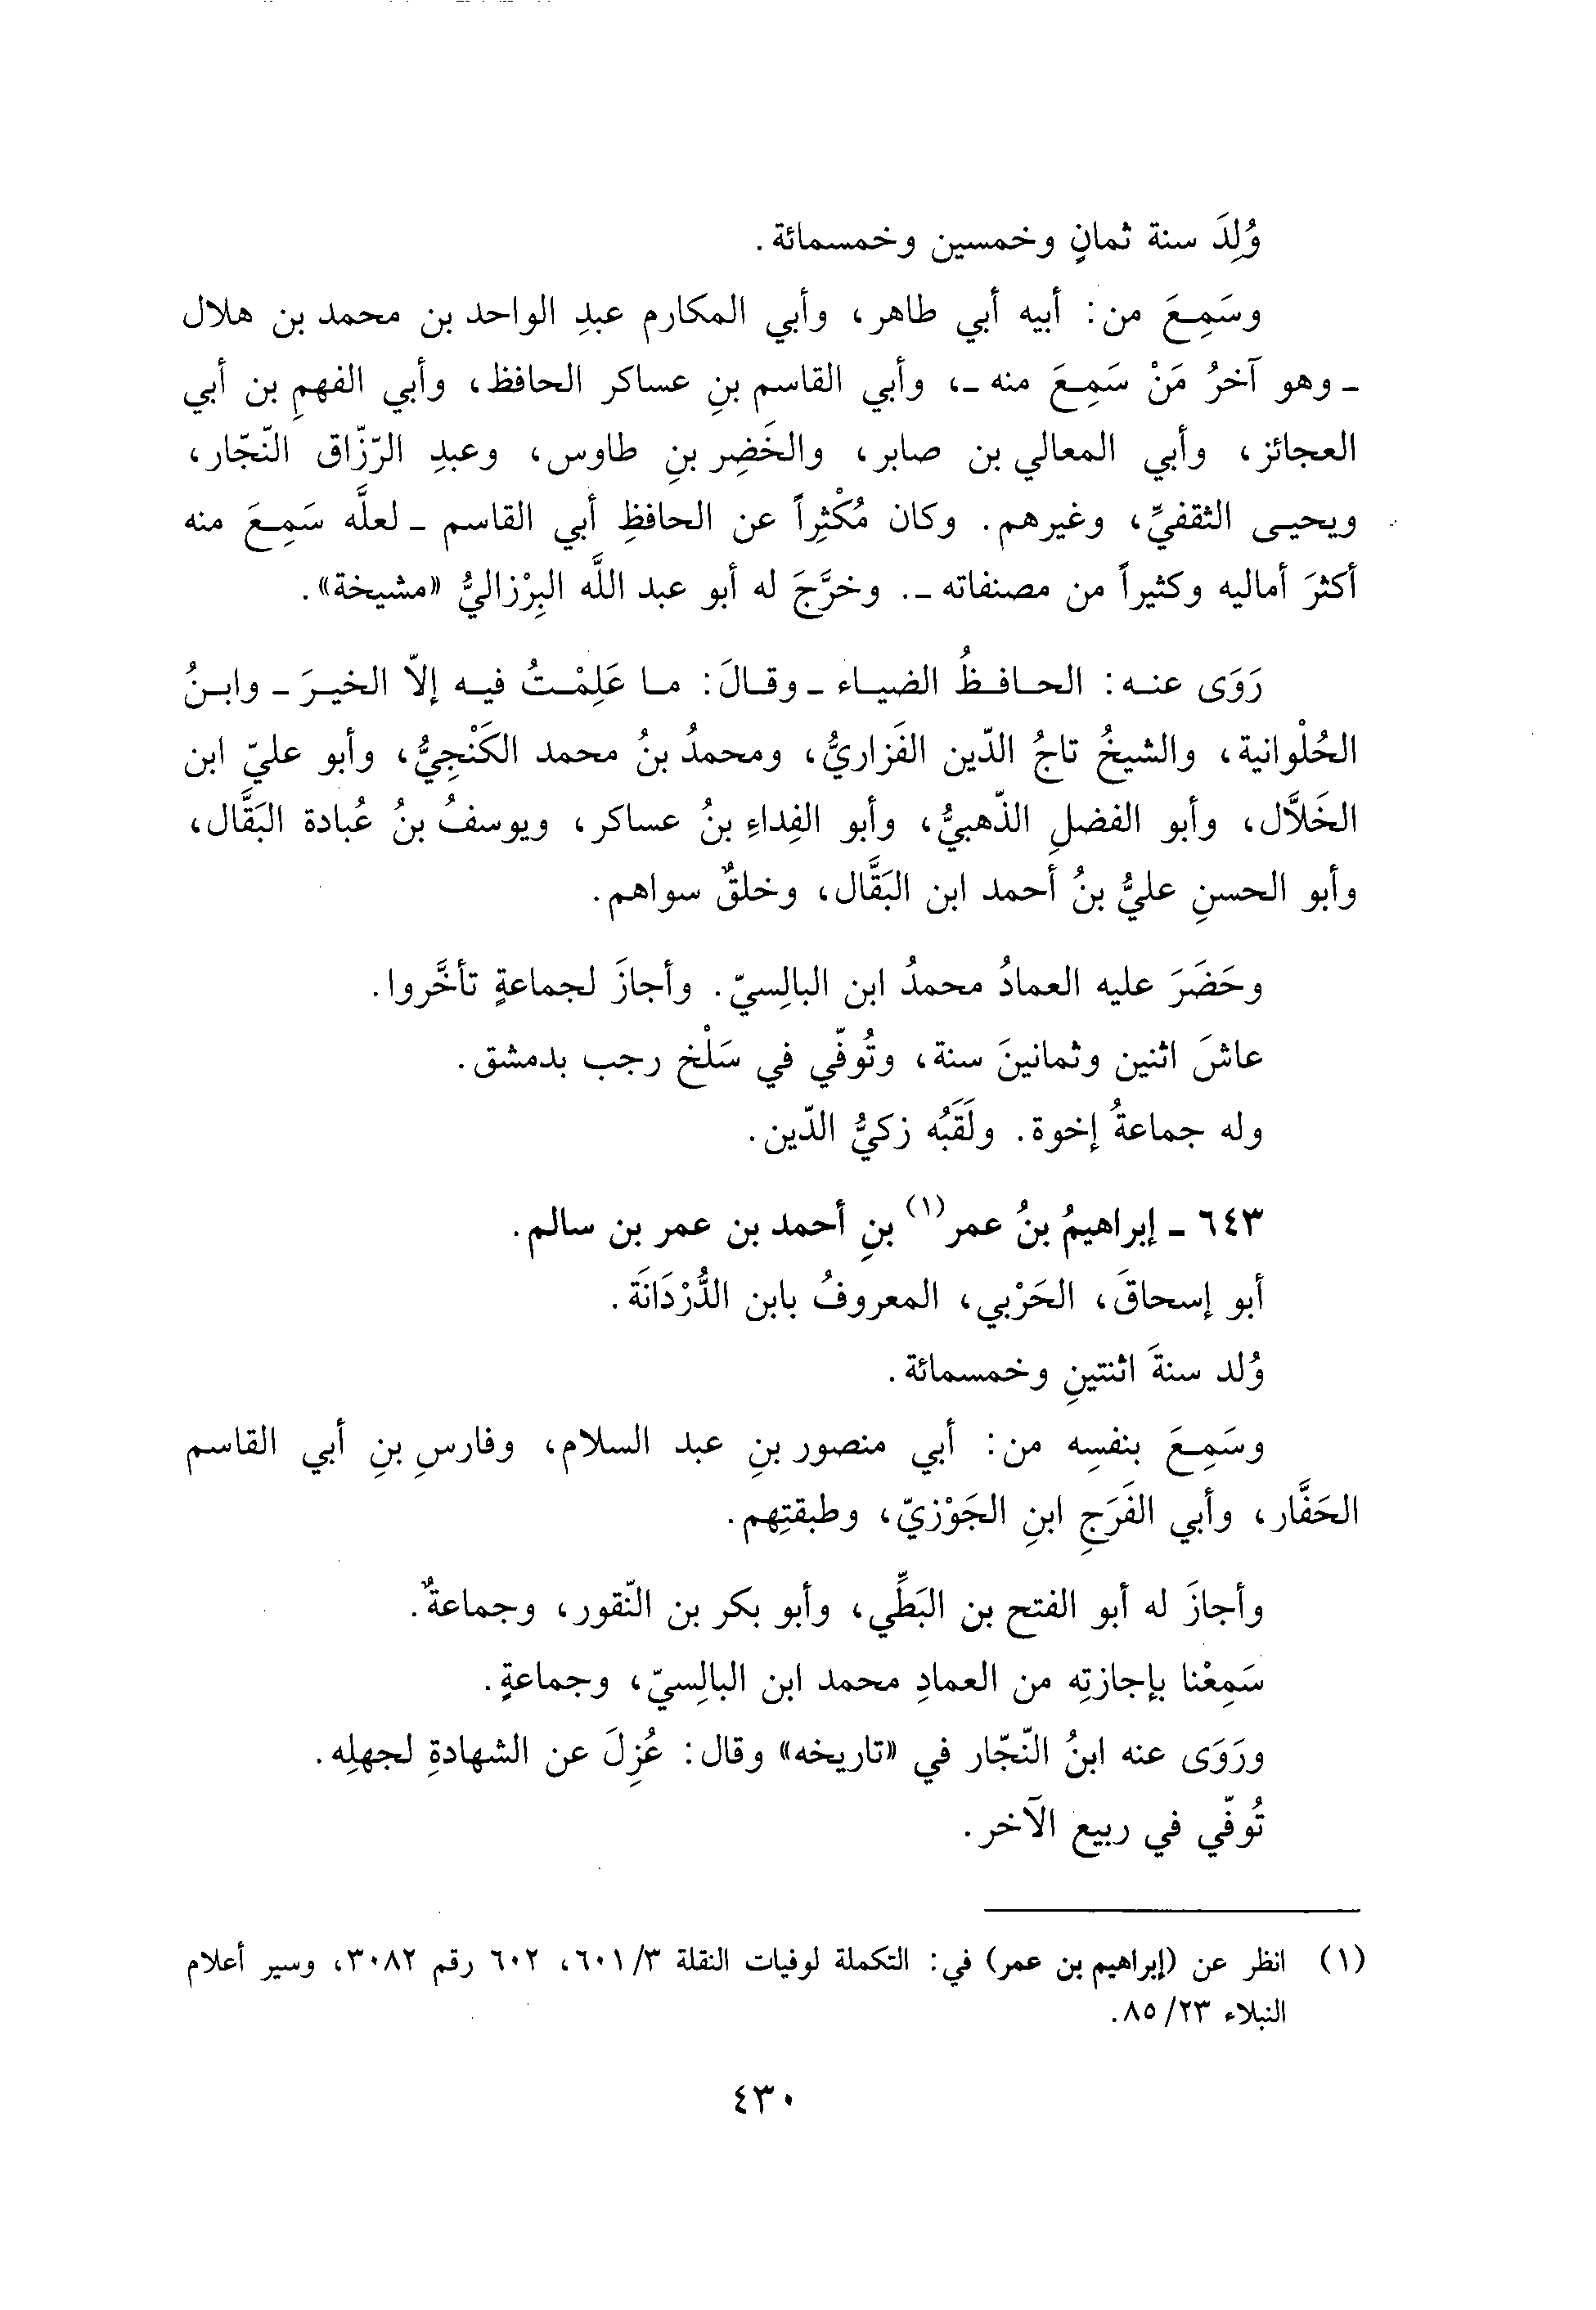 وُلِدَ سنة ثمانٍ وخمسين وخمسمائة.
وسَمِعَ من: أبيه أبي طاهر، وأبي المكارم عبدِ الواحد بن محمد بن هلال
ـ وهو آخرُ مَنْ سَمِعَ منه ـ، وأبي القاسم بنِ عساكر الحافظ، وأبي الفهمِ بن أبي
العجائز، وأبي المعالي بن صابر، والخَضِر بنِ طاوس، وعبدِ الرّزّاق النّجّار،
ويحيـى الثقفيِّ، وغيرهم. وكان مُكْثِراً عن الحافظِ أبي القاسم ـ لعلَّه سَمِعَ منه
أكثرَ أماليه وكثيراً من مصنفاته ـ. وخرَّجَ له أبو عبد اللَّه البِرْزاليُّ «مشيخة».
رَوَى عنه: الحافظُ الضياء ـ وقالَ: ما عَلِمْتُ فيه إلاّ الخيرَ ـ وابنُ
الحُلْوانية، والشيخُ تاجُ الدّين الفَزاريُّ، ومحمدُ بنُ محمد الكَنْجِيُّ، وأبو عليّ ابن
الخَلاَّل، وأبو الفضلِ الذّهبيُّ، وأبو الفِداءِ بنُ عساكر، ويوسفُ بنُ عُبادة البَقَّال،
وأبو الحسنِ عليُّ بنُ أحمد ابن البَقَّال، وخلقٌ سواهم.
وحَضَرَ عليه العمادُ محمدُ ابن البالِسيّ. وأجازَ لجماعةٍ تأخَّروا.
عاشَ اثنين وثمانينَ سنة، وتُوفّي في سَلْخ رجب بدمشق.
وله جماعةُ إخوة. ولَقَبُه زكيُّ الدّين.
٦٤٣ ـ إبراهيمُ بنُ عمر(١) بنِ أحمد بن عمر بن سالم.
أبو إسحاقَ، الحَرْبي، المعروفُ بابن الدُّرْدَانَة.
وُلد سنةَ اثنتينِ وخمسمائة.
وسَمِعَ بنفسِه من: أبي منصور بنِ عبد السلام، وفارسِ بنِ أبي القاسم
الحَفَّار، وأبي الفَرَجِ ابنِ الجَوْزيّ، وطبقتِهم.
وأجازَ له أبو الفتح بن البَطِّي، وأبو بكر بن النّقور، وجماعةٌ.
سَمِعْنا بإجازتِه من العمادِ محمد ابن البالِسيّ، وجماعةٍ.
ورَوَى عنه ابنُ النّجّار في «تاريخه» وقال: عُزِلَ عن الشهادةِ لجهلِه.
تُوفّي في ربيع الآخر.
(١) انظر عن (إبراهيم بن عمر) في: التكملة لوفيات النقلة ٦٠١/٣، ٦٠٢ رقم ٣٠٨٢، وسير أعلام
النبلاء ٨٥/٢٣.
٤٣٠